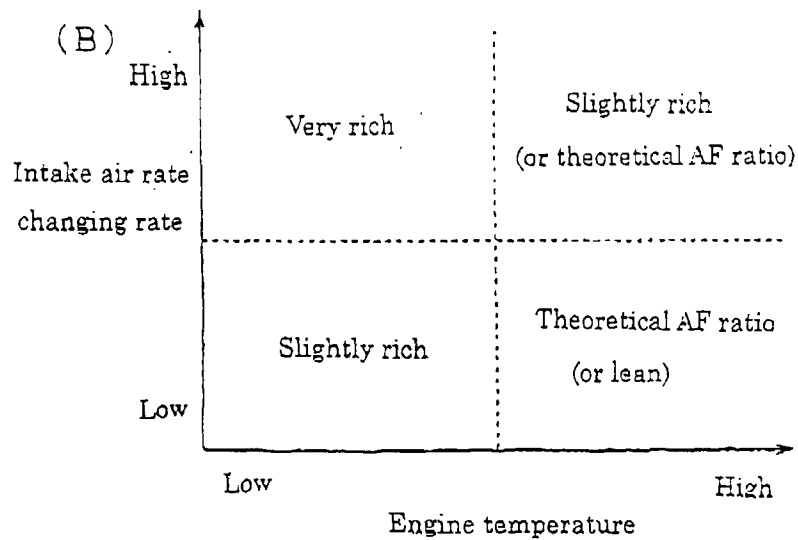 (B)
High
Very rich
Slightly rich
(or theoretical AF ratio)
Intake air rate
changing rate
Slightly rich
Theoretical AF ratio
(or lean)
Low
Low
High
Engine temperature